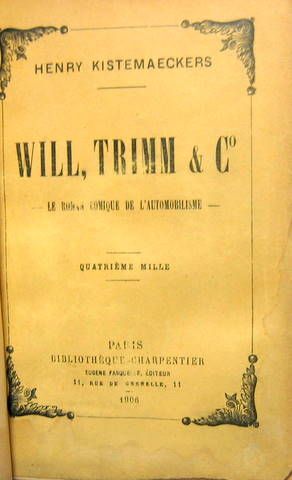 HENRY KISTEMAECKERS
WILL, TRIMM & Cº
LE ROMAN COMIQUE DE L'AUTOMOBILISME
QUATRIÈME MILLE
PARIS
BIBLIOTHÈQUE-CHARPENTIER
EUGÈNE FASQUELLE, ÉDITEUR
11, RUE DE GRENELLE, 11
1906